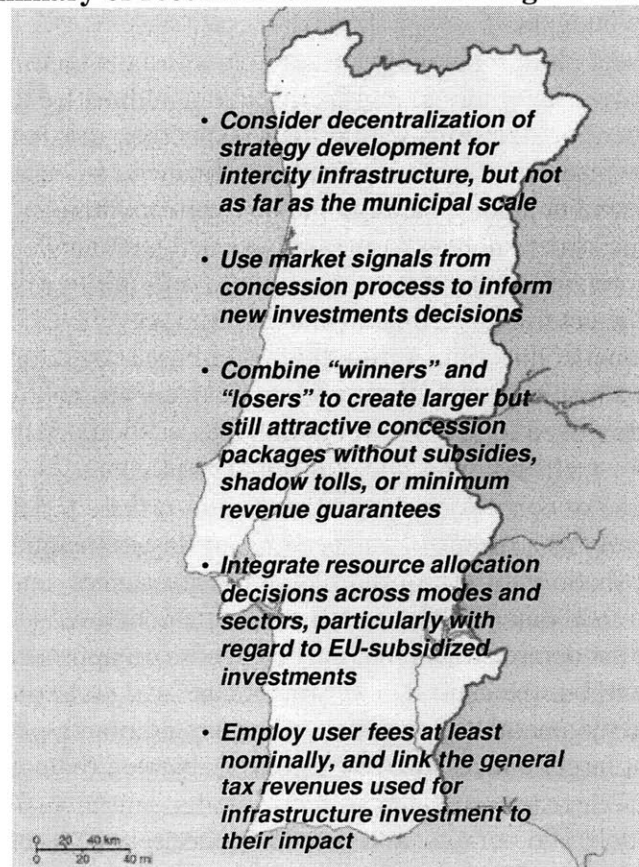 • Consider decentralization of
strategy development for
intercity infrastructure, but not
as far as the municipal scale
• Use market signals from
concession process to inform
new investments decisions
• Combine “winners” and
“losers” to create larger but
still attractive concession
packages without subsidies,
shadow tolls, or minimum
revenue guarantees
• Integrate resource allocation
decisions across modes and
sectors, particularly with
regard to EU-subsidized
investments
• Employ user fees at least
nominally, and link the general
tax revenues used for
infrastructure investment to
their impact
0 20 40 km
0 20 40 mi